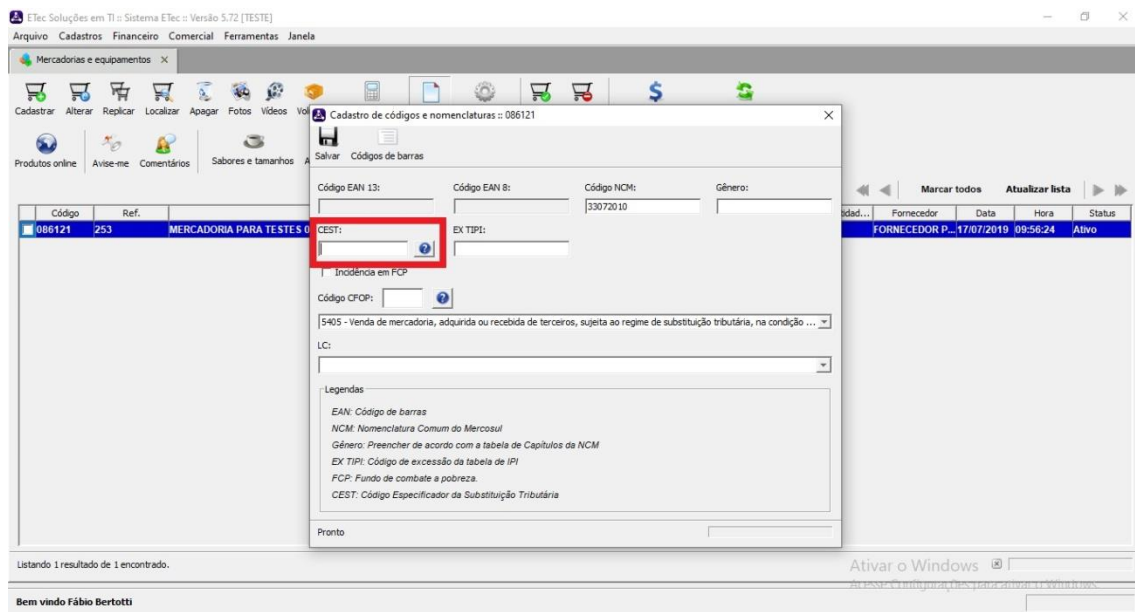 ETec Soluções em TI :: Sistema ETec :: Versão 5.72 [TESTE]
Arquivo Cadastros Financeiro Comercial Ferramentas Janela
Mercadorias e equipamentos
Cadastrar Alterar Replicar Localizar Apagar Fotos Vídeos
Produtos online Avise-me Comentários Sabores e tamanhos
Marcar todos Atualizar lista
Código Ref. Fornecedor Data Hora Status
086121 253 MERCADORIA PARA TESTES 0 FORNECEDOR P... 17/07/2019 09:56:24 Ativo
Cadastro de códigos e nomenclaturas :: 086121
Salvar Códigos de barras
Código EAN 13: Código EAN 8: Código NCM: Gênero:
33072010
CEST: EX TIPI:
Incidência em FCP
Código CFOP:
5405 - Venda de mercadoria, adquirida ou recebida de terceiros, sujeita ao regime de substituição tributária, na condição ...
LC:
Legendas
EAN: Código de barras
NCM: Nomenclatura Comum do Mercosul
Gênero: Preencher de acordo com a tabela de Capítulos da NCM
EX TIPI: Código de excessão da tabela de IPI
FCP: Fundo de combate a pobreza.
CEST: Código Especificador da Substituição Tributária
Pronto
Listando 1 resultado de 1 encontrado.
Ativar o Windows
Acesse Configurações para ativar o Windows.
Bem vindo Fábio Bertotti